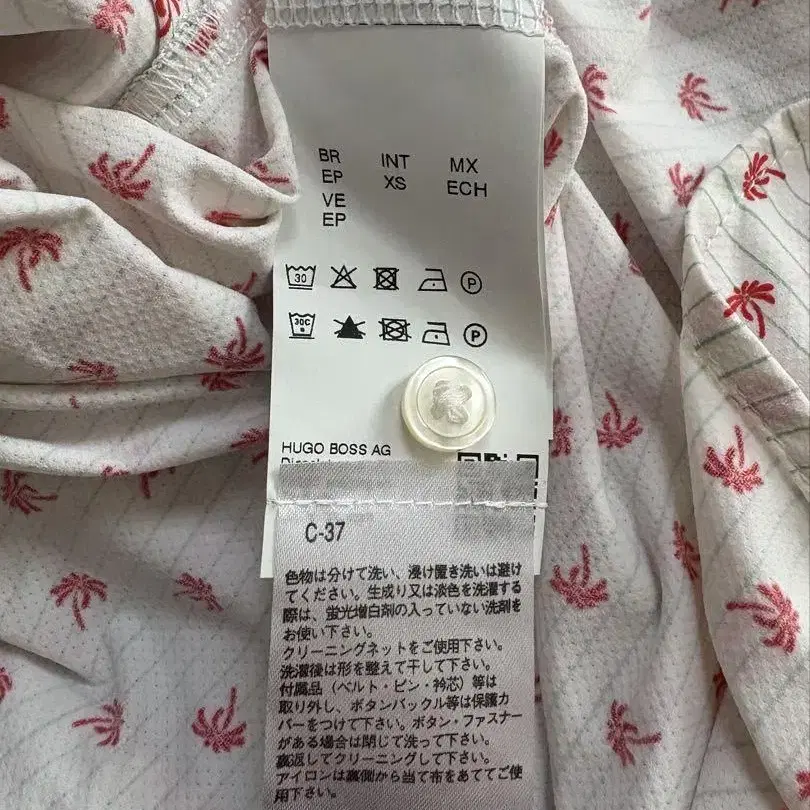 BR INT MX
EP XS ECH
VE
EP
30 P
30C P
HUGO BOSS AG
C-37
色物は分けて洗い、浸け置き洗いは避け
てください。生成り又は淡色を洗濯する
際は、蛍光増白剤の入っていない洗剤を
お使い下さい。
クリーニングネットをご使用下さい。
洗濯後は形を整えて干して下さい。
付属品（ベルト・ピン・衿芯）等は
取り外し、ボタンバックル等は保護カ
バーをつけて下さい。ボタン・ファスナー
がある場合は閉じて洗って下さい。
裏返してクリーニングして下さい。
アイロンは裏側から当て布をあててご使
用下さい。